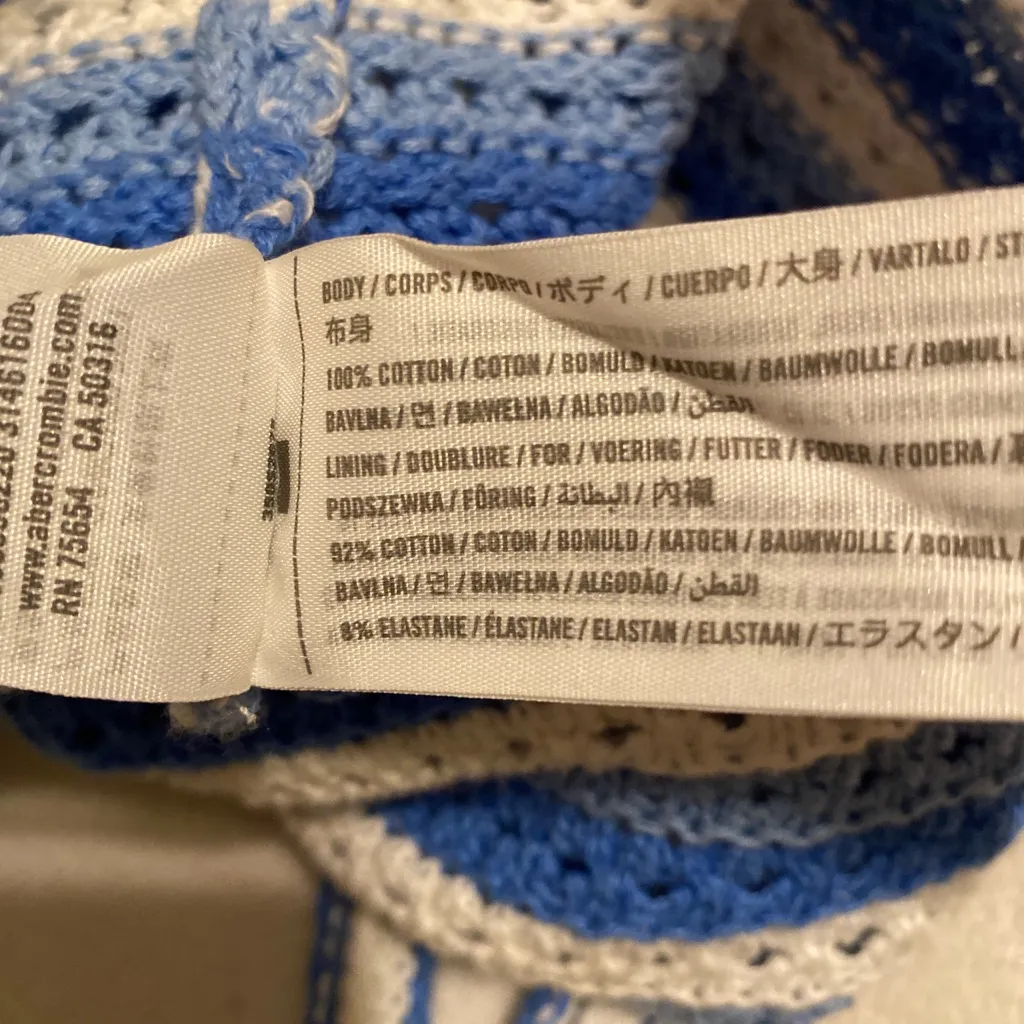 www.abercrombie.com
RN 75654 CA 50316
BODY / CORPS / CORPO / ボディ / CUERPO / 大身 / VARTALO /
布身
100% COTTON / COTON / BOMULD / KATOEN / BAUMWOLLE / BOMULL
BAVLNA / 면 / BAWEŁNA / ALGODÃO / القطن
LINING / DOUBLURE / FOR / VOERING / FUTTER / FODER / FODERA /
PODSZEWKA / FÖRING / البطانة / 內襯
92% COTTON / COTON / BOMULD / KATOEN / BAUMWOLLE / BOMULL /
BAVLNA / 면 / BAWEŁNA / ALGODÃO / القطن
8% ELASTANE / ÉLASTANE / ELASTAN / ELASTAAN / エラスタン /